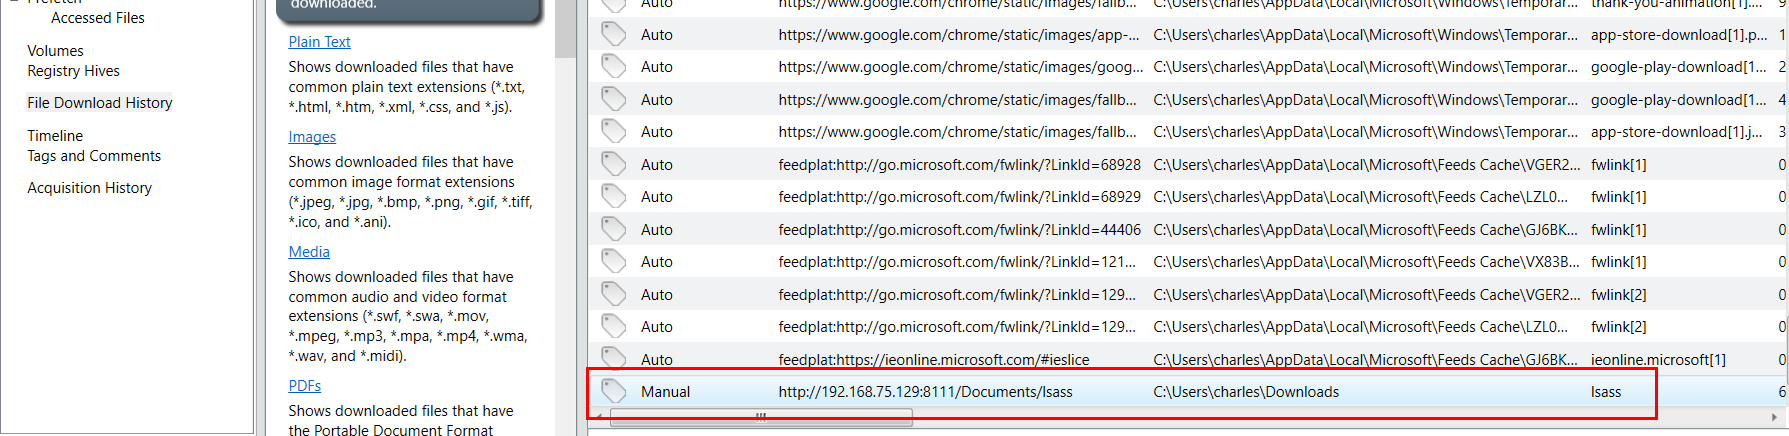 Prefetch
Accessed Files
Volumes
Registry Hives
File Download History
Timeline
Tags and Comments
Acquisition History
downloaded.
Plain Text
Shows downloaded files that have
common plain text extensions (*.txt,
*.html, *.htm, *.xml, *.css, and *.js).
Images
Shows downloaded files that have
common image format extensions
(*.jpeg, *.jpg, *.bmp, *.png, *.gif, *.tiff,
*.ico, and *.ani).
Media
Shows downloaded files that have
common audio and video format
extensions (*.swf, *.swa, *.mov,
*.mpeg, *.mp3, *.mpa, *.mp4, *.wma,
*.wav, and *.midi).
PDFs
Shows downloaded files that have
the Portable Document Format
Auto https://www.google.com/chrome/static/images/fallb... C:\Users\charles\AppData\Local\Microsoft\Windows\Temporar... thank-you-animation[1].... 9
Auto https://www.google.com/chrome/static/images/app-... C:\Users\charles\AppData\Local\Microsoft\Windows\Temporar... app-store-download[1].p... 1
Auto https://www.google.com/chrome/static/images/goog... C:\Users\charles\AppData\Local\Microsoft\Windows\Temporar... google-play-download[1... 2
Auto https://www.google.com/chrome/static/images/fallb... C:\Users\charles\AppData\Local\Microsoft\Windows\Temporar... google-play-download[1... 4
Auto https://www.google.com/chrome/static/images/fallb... C:\Users\charles\AppData\Local\Microsoft\Windows\Temporar... app-store-download[1].j... 3
Auto feedplat:http://go.microsoft.com/fwlink/?LinkId=68928 C:\Users\charles\AppData\Local\Microsoft\Feeds Cache\VGER2... fwlink[1] 0
Auto feedplat:http://go.microsoft.com/fwlink/?LinkId=68929 C:\Users\charles\AppData\Local\Microsoft\Feeds Cache\LZL0... fwlink[1] 0
Auto feedplat:http://go.microsoft.com/fwlink/?LinkId=44406 C:\Users\charles\AppData\Local\Microsoft\Feeds Cache\GJ6BK... fwlink[1] 0
Auto feedplat:http://go.microsoft.com/fwlink/?LinkId=121... C:\Users\charles\AppData\Local\Microsoft\Feeds Cache\VX83B... fwlink[1] 0
Auto feedplat:http://go.microsoft.com/fwlink/?LinkId=129... C:\Users\charles\AppData\Local\Microsoft\Feeds Cache\VGER2... fwlink[2] 0
Auto feedplat:http://go.microsoft.com/fwlink/?LinkId=129... C:\Users\charles\AppData\Local\Microsoft\Feeds Cache\LZL0... fwlink[2] 0
Auto feedplat:https://ieonline.microsoft.com/#ieslice C:\Users\charles\AppData\Local\Microsoft\Feeds Cache\GJ6BK... ieonline.microsoft[1] 0
Manual http://192.168.75.129:8111/Documents/lsass C:\Users\charles\Downloads lsass 6